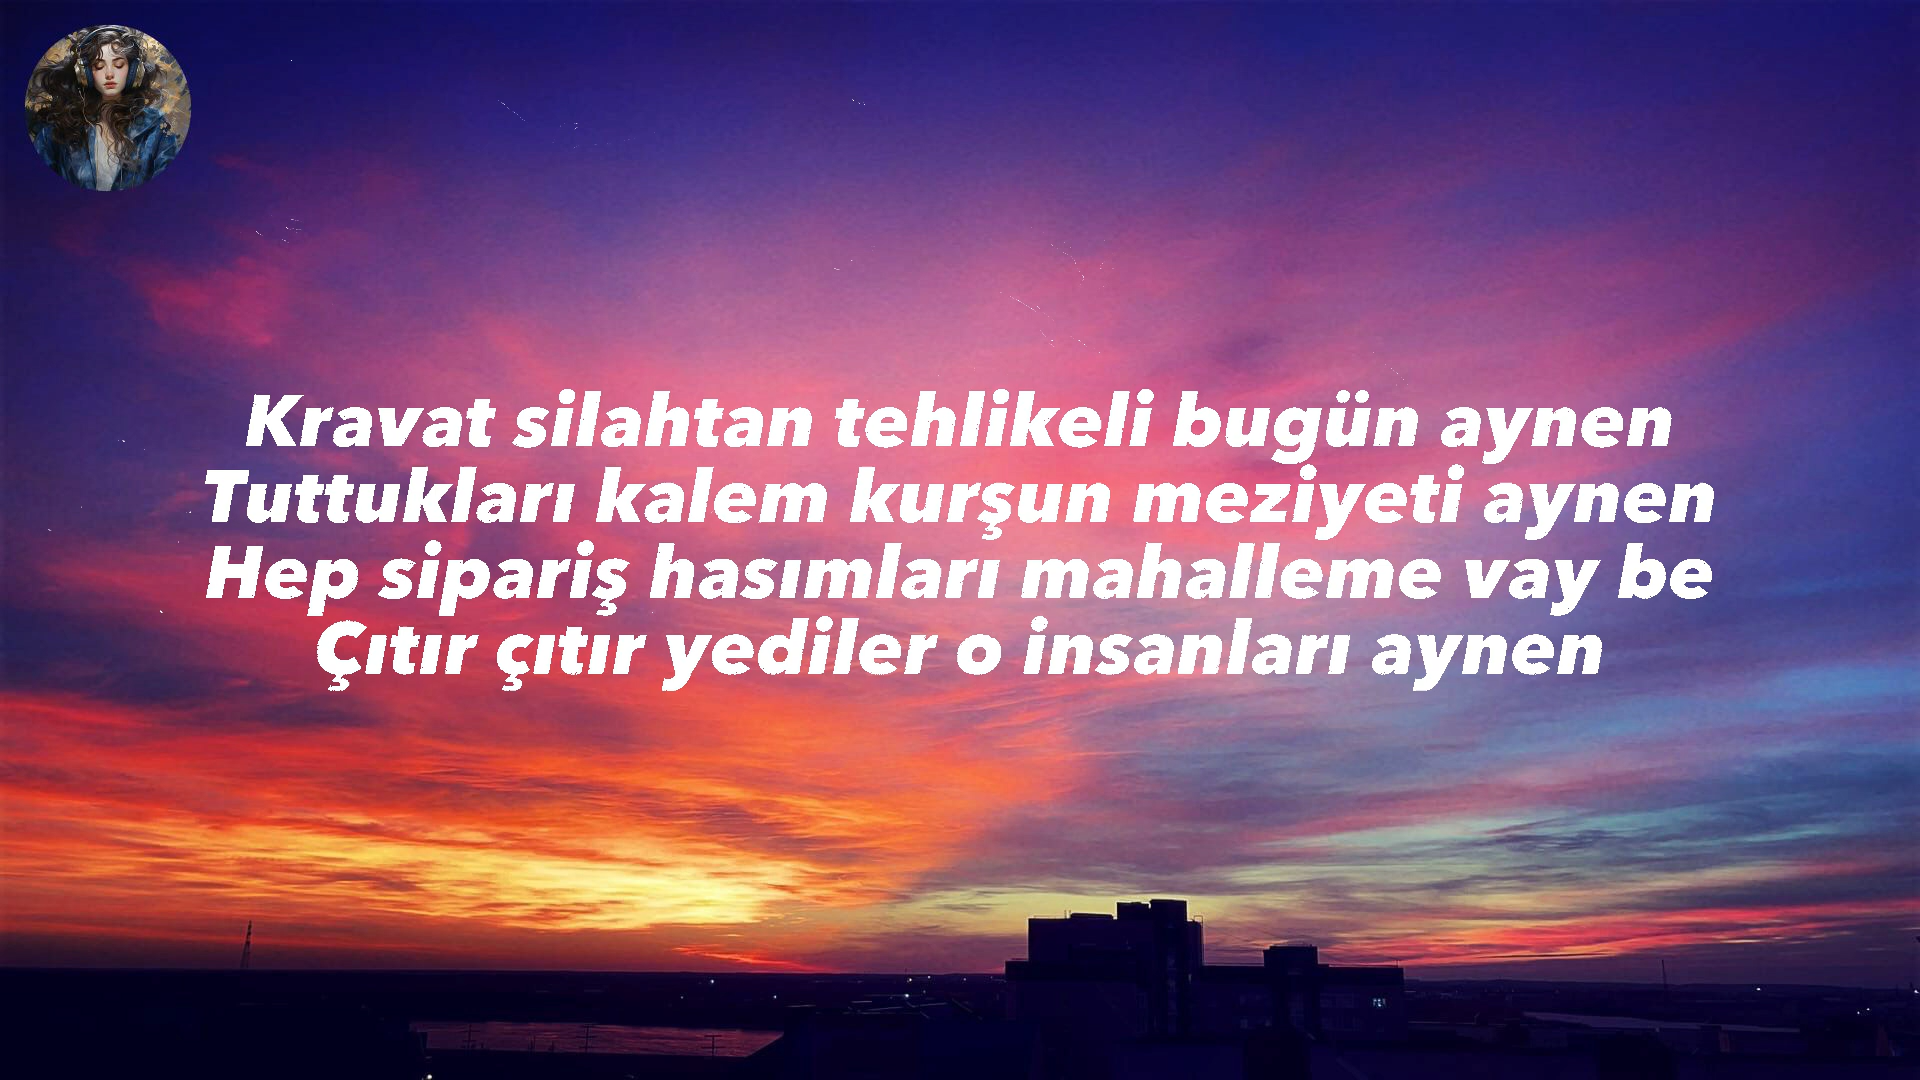 Kravat silahtan tehlikeli bugün aynen
Tuttukları kalem kurşun meziyeti aynen
Hep sipariş hasımları mahalleme vay be
Çıtır çıtır yediler o insanları aynen